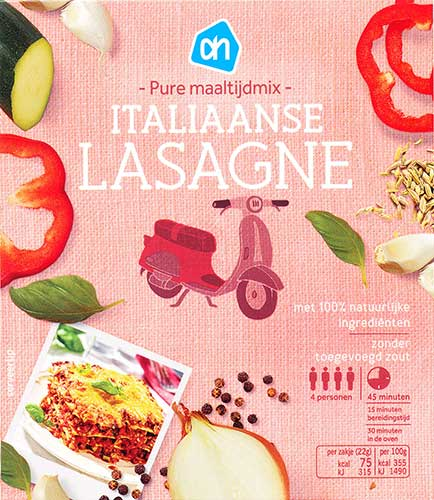 ah
- Pure maaltijdmix -
ITALIAANSE
LASAGNE
met 100% natuurlijke
ingrediënten
zonder
toegevoegd zout
4 personen
45 minuten
15 minuten
bereidingstijd
30 minuten
in de oven
per zakje (22g)
kcal 75
kJ 315
per 100g
kcal 355
kJ 1490
serveertip